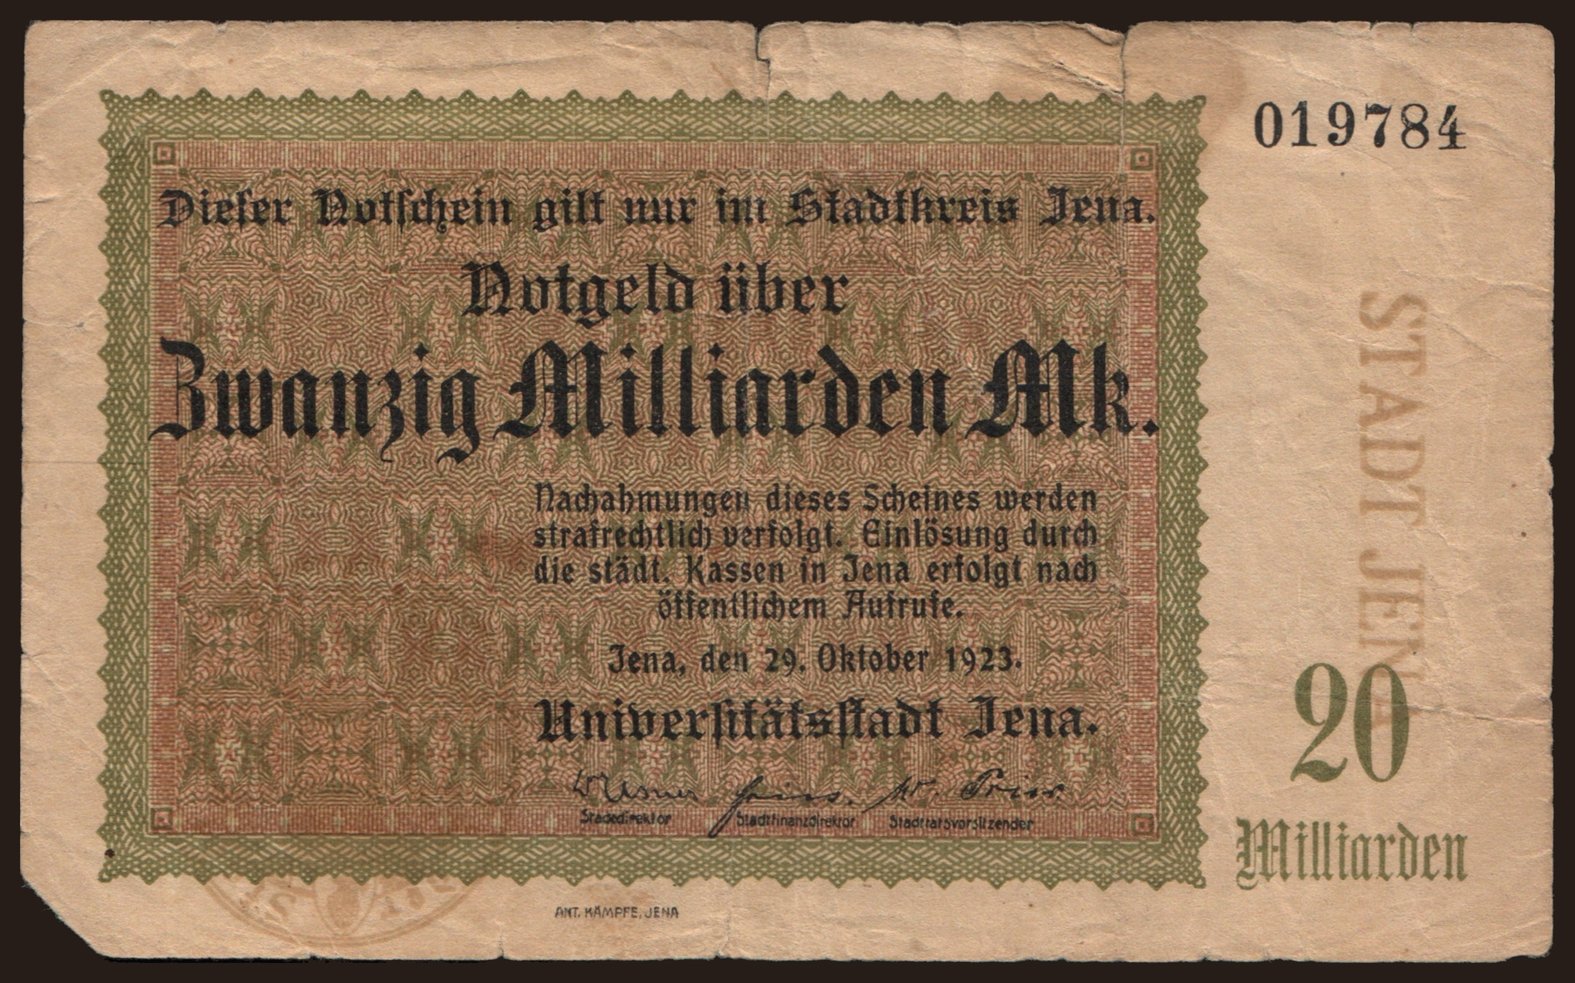 019784
Dieser Notschein gilt nur im Stadtkreis Jena.
Notgeld über
Zwanzig Milliarden Mk.
Nachahmungen dieses Scheines werden
strafrechtlich verfolgt. Einlösung durch
die städt. Kassen in Jena erfolgt nach
öffentlichem Aufrufe.
Jena, den 29. Oktober 1923.
Universitätsstadt Jena.
Stadtfinanzdirektor Stadtratsvorsitzender
ANT. KÄMPFE, JENA
STADT JENA
20
Milliarden